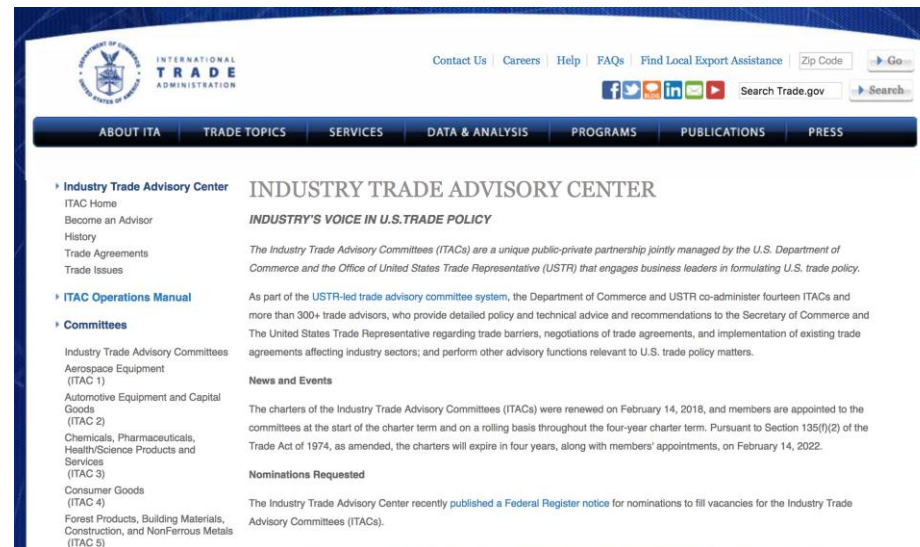 DEPARTMENT OF COMMERCE
UNITED STATES OF AMERICA
INTERNATIONAL
TRADE
ADMINISTRATION
Contact Us | Careers | Help | FAQs | Find Local Export Assistance | Zip Code Go
BLOG Search Trade.gov Search
ABOUT ITA TRADE TOPICS SERVICES DATA & ANALYSIS PROGRAMS PUBLICATIONS PRESS
Industry Trade Advisory Center
ITAC Home
Become an Advisor
History
Trade Agreements
Trade Issues
ITAC Operations Manual
Committees
Industry Trade Advisory Committees
Aerospace Equipment
(ITAC 1)
Automotive Equipment and Capital
Goods
(ITAC 2)
Chemicals, Pharmaceuticals,
Health/Science Products and
Services
(ITAC 3)
Consumer Goods
(ITAC 4)
Forest Products, Building Materials,
Construction, and NonFerrous Metals
(ITAC 5)
INDUSTRY TRADE ADVISORY CENTER
INDUSTRY'S VOICE IN U.S.TRADE POLICY
The Industry Trade Advisory Committees (ITACs) are a unique public-private partnership jointly managed by the U.S. Department of
Commerce and the Office of United States Trade Representative (USTR) that engages business leaders in formulating U.S. trade policy.
As part of the USTR-led trade advisory committee system, the Department of Commerce and USTR co-administer fourteen ITACs and
more than 300+ trade advisors, who provide detailed policy and technical advice and recommendations to the Secretary of Commerce and
The United States Trade Representative regarding trade barriers, negotiations of trade agreements, and implementation of existing trade
agreements affecting industry sectors; and perform other advisory functions relevant to U.S. trade policy matters.
News and Events
The charters of the Industry Trade Advisory Committees (ITACs) were renewed on February 14, 2018, and members are appointed to the
committees at the start of the charter term and on a rolling basis throughout the four-year charter term. Pursuant to Section 135(f)(2) of the
Trade Act of 1974, as amended, the charters will expire in four years, along with members' appointments, on February 14, 2022.
Nominations Requested
The Industry Trade Advisory Center recently published a Federal Register notice for nominations to fill vacancies for the Industry Trade
Advisory Committees (ITACs).